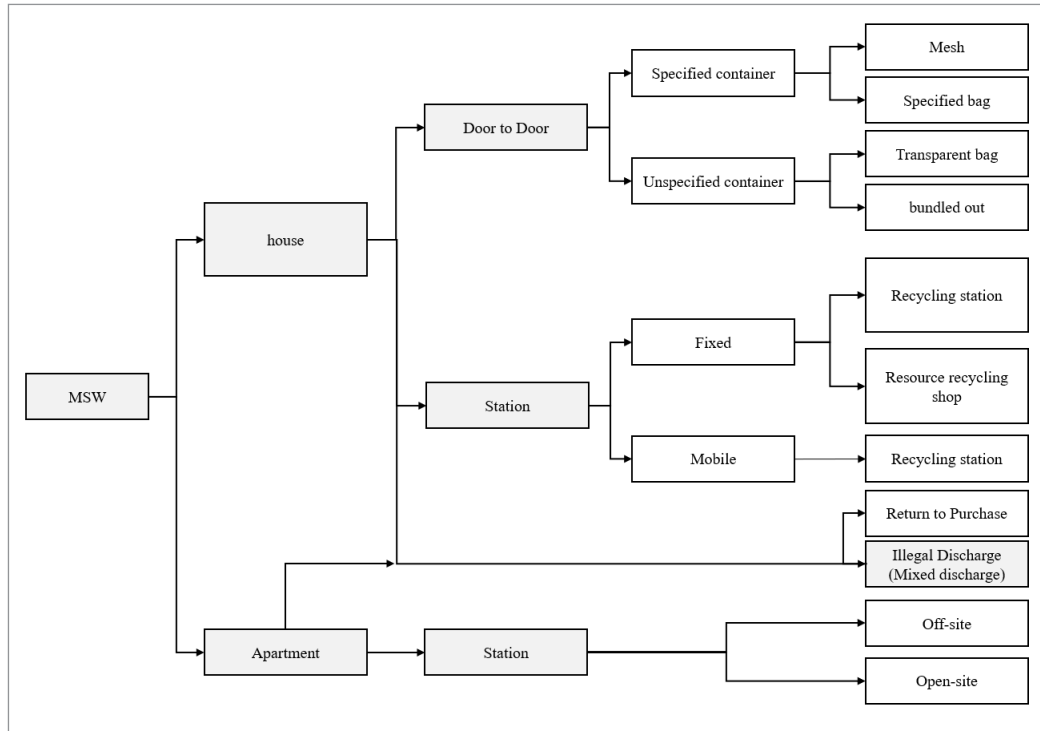 Mesh
Specified container
Specified bag
Door to Door
Transparent bag
Unspecified container
bundled out
house
Recycling station
Fixed
Resource recycling
shop
MSW
Station
Mobile
Recycling station
Return to Purchase
Illegal Discharge
(Mixed discharge)
Off-site
Apartment
Station
Open-site